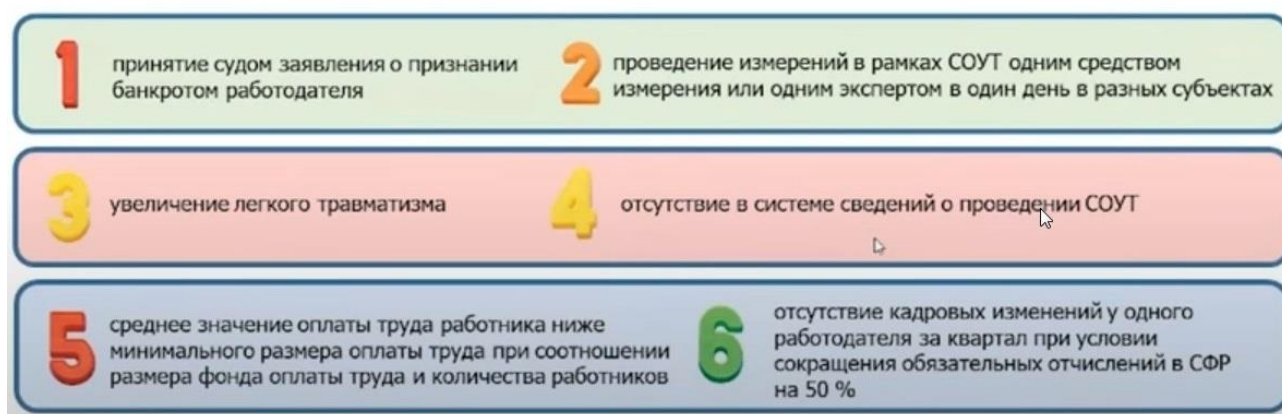 1
принятие судом заявления о признании
банкротом работодателя
2
проведение измерений в рамках СОУТ одним средством
измерения или одним экспертом в один день в разных субъектах
3
увеличение легкого травматизма
4
отсутствие в системе сведений о проведении СОУТ
5
среднее значение оплаты труда работника ниже
минимального размера оплаты труда при соотношении
размера фонда оплаты труда и количества работников
6
отсутствие кадровых изменений у одного
работодателя за квартал при условии
сокращения обязательных отчислений в СФР
на 50 %